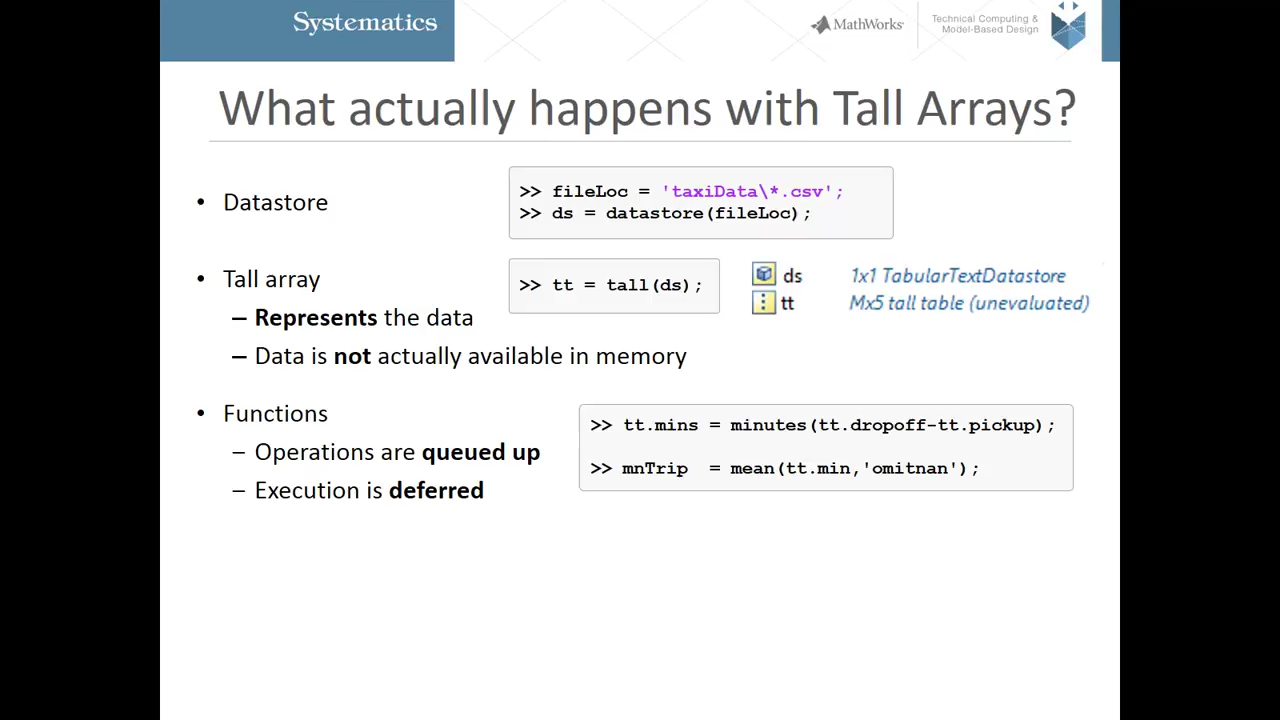 Systematics
MathWorks®
Technical Computing &
Model-Based Design
What actually happens with Tall Arrays?
• Datastore
>> fileLoc = 'taxiData\*.csv';
>> ds = datastore(fileLoc);
• Tall array
>> tt = tall(ds);
ds 1x1 TabularTextDatastore
tt Mx5 tall table (unevaluated)
– Represents the data
– Data is not actually available in memory
• Functions
>> tt.mins = minutes(tt.dropoff-tt.pickup);
– Operations are queued up
>> mnTrip = mean(tt.min,'omitnan');
– Execution is deferred